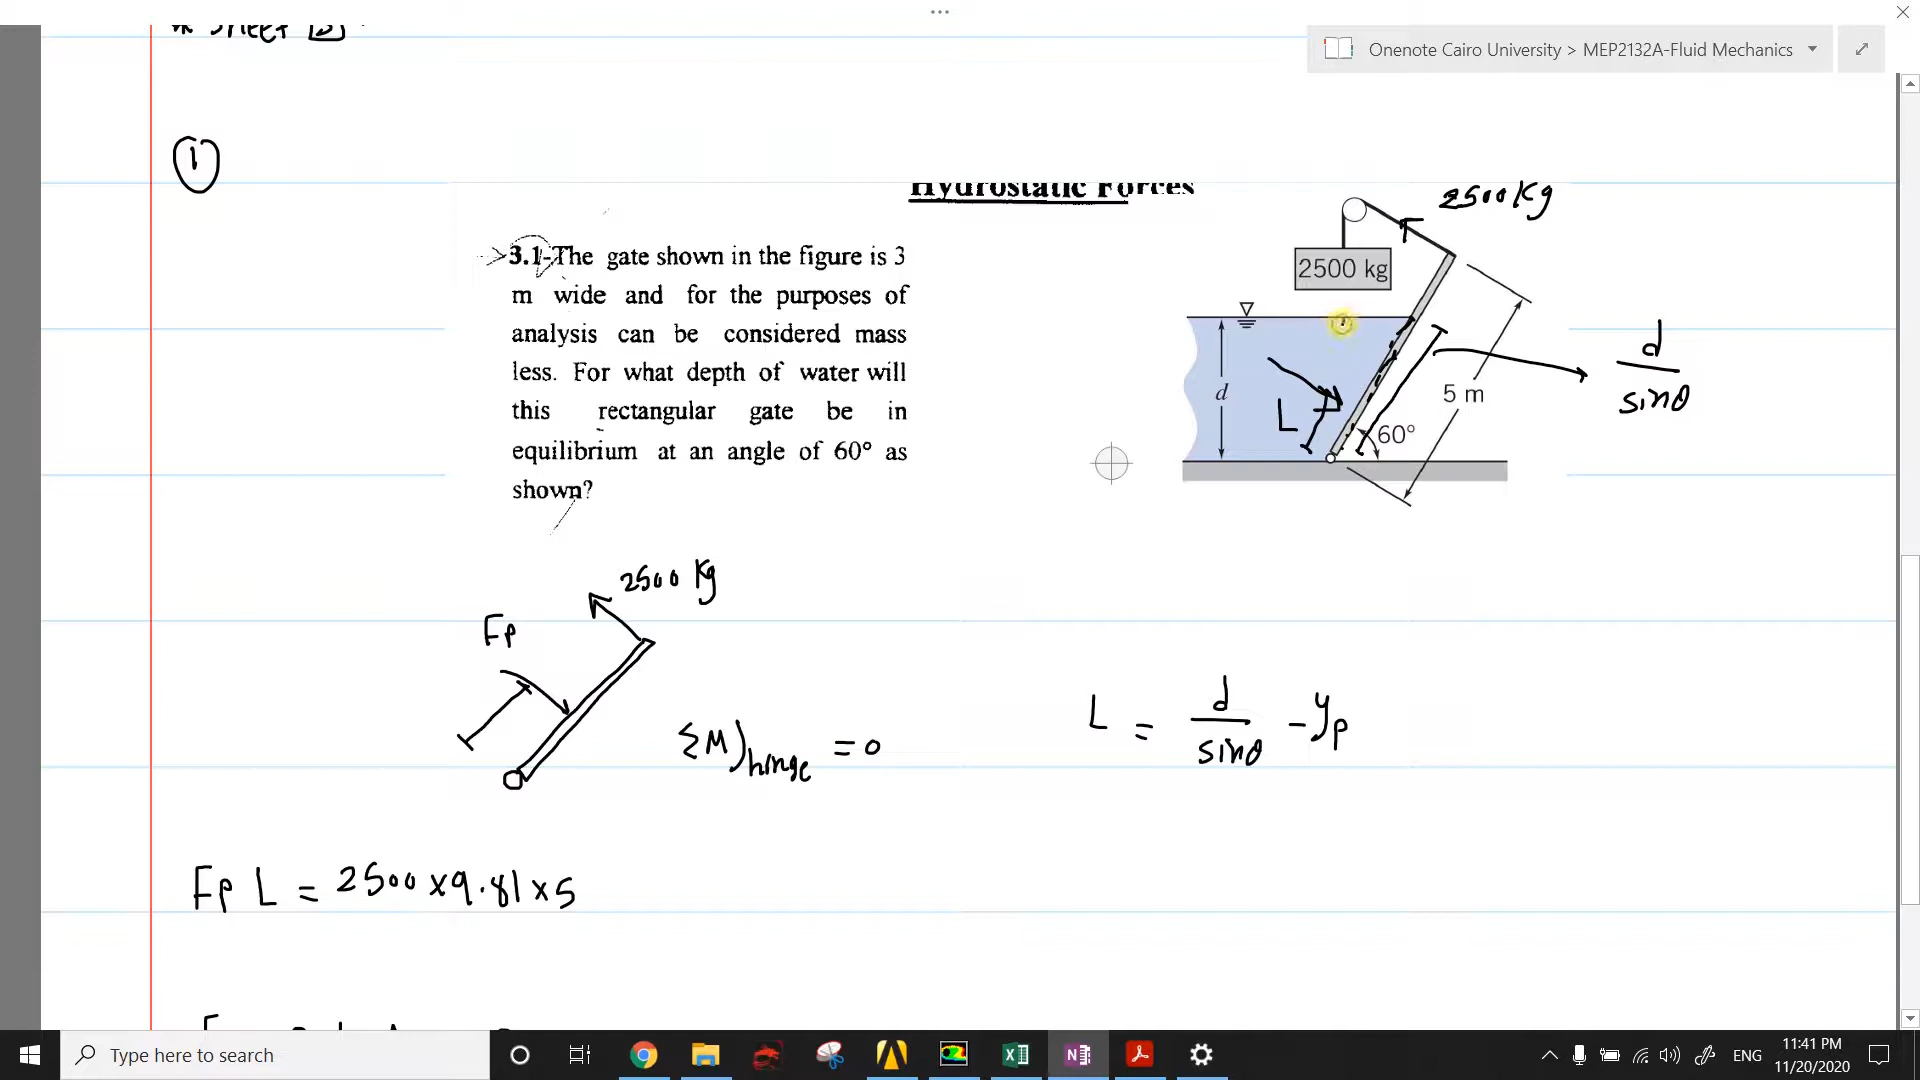 Onenote Cairo University > MEP2132A-Fluid Mechanics
1
Hydrostatic Forces
2500 Kg
3.1-The gate shown in the figure is 3
m wide and for the purposes of
analysis can be considered mass
less. For what depth of water will
this rectangular gate be in
equilibrium at an angle of 60° as
shown?
2500 kg
d
L
60°
5 m
d
sinθ
2500 Kg
Fp
ΣM)hinge = 0
L = d/sinθ - yp
Fp L = 2500 × 9.81 × 5
Type here to search
ENG
11:41 PM
11/20/2020